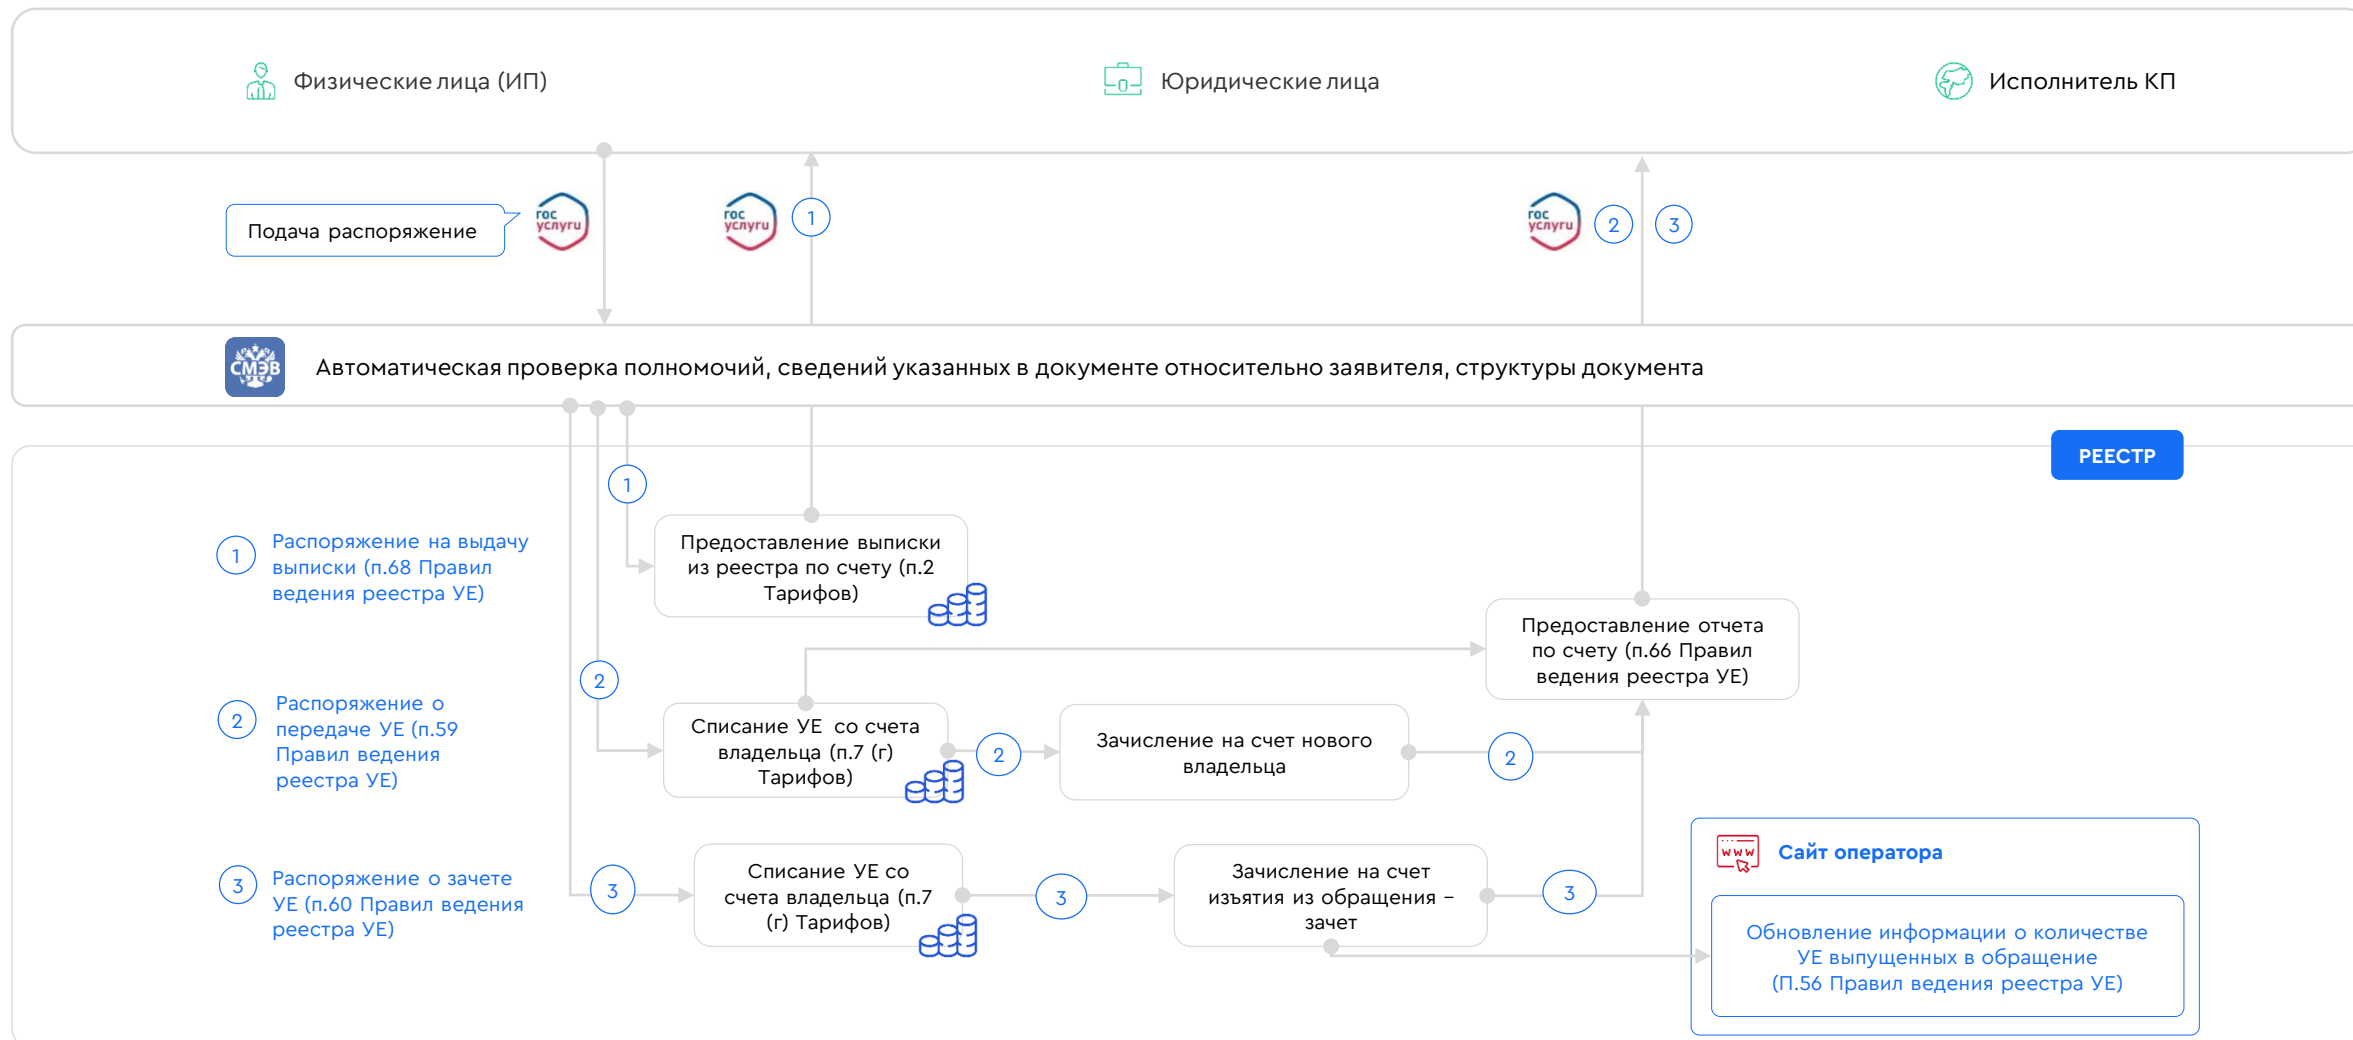 Физические лица (ИП)
Юридические лица
Исполнитель КП
Подача распоряжение
гос
услуги
гос
услуги
1
гос
услуги
2
3
СМЭВ
Автоматическая проверка полномочий, сведений указанных в документе относительно заявителя, структуры документа
РЕЕСТР
1
1
Распоряжение на выдачу
выписки (п.68 Правил
ведения реестра УЕ)
Предоставление выписки
из реестра по счету (п.2
Тарифов)
Предоставление отчета
по счету (п.66 Правил
ведения реестра УЕ)
2
2
Распоряжение о
передаче УЕ (п.59
Правил ведения
реестра УЕ)
Списание УЕ со счета
владельца (п.7 (г)
Тарифов)
2
Зачисление на счет нового
владельца
2
3
Распоряжение о зачете
УЕ (п.60 Правил ведения
реестра УЕ)
3
Списание УЕ со
счета владельца (п.7
(г) Тарифов)
3
Зачисление на счет
изъятия из обращения –
зачет
3
www
Сайт оператора
Обновление информации о количестве
УЕ выпущенных в обращение
(П.56 Правил ведения реестра УЕ)